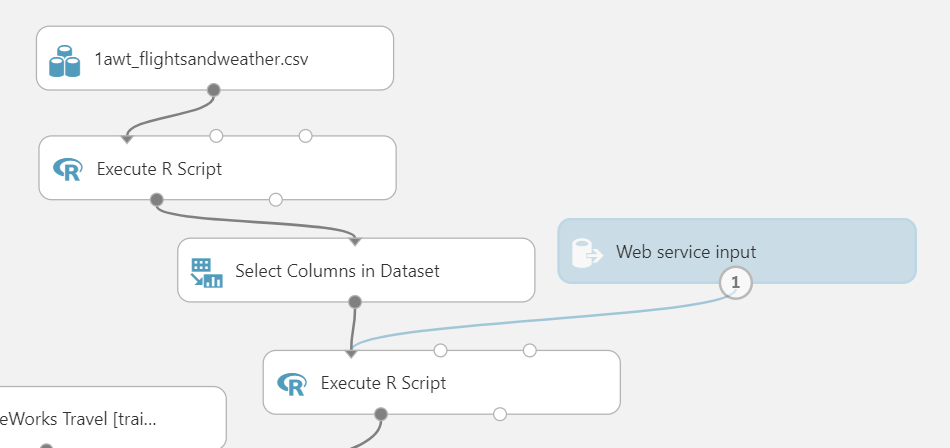 1awt_flightsandweather.csv
Execute R Script
Select Columns in Dataset
Web service input
1
Execute R Script
eWorks Travel [trai...